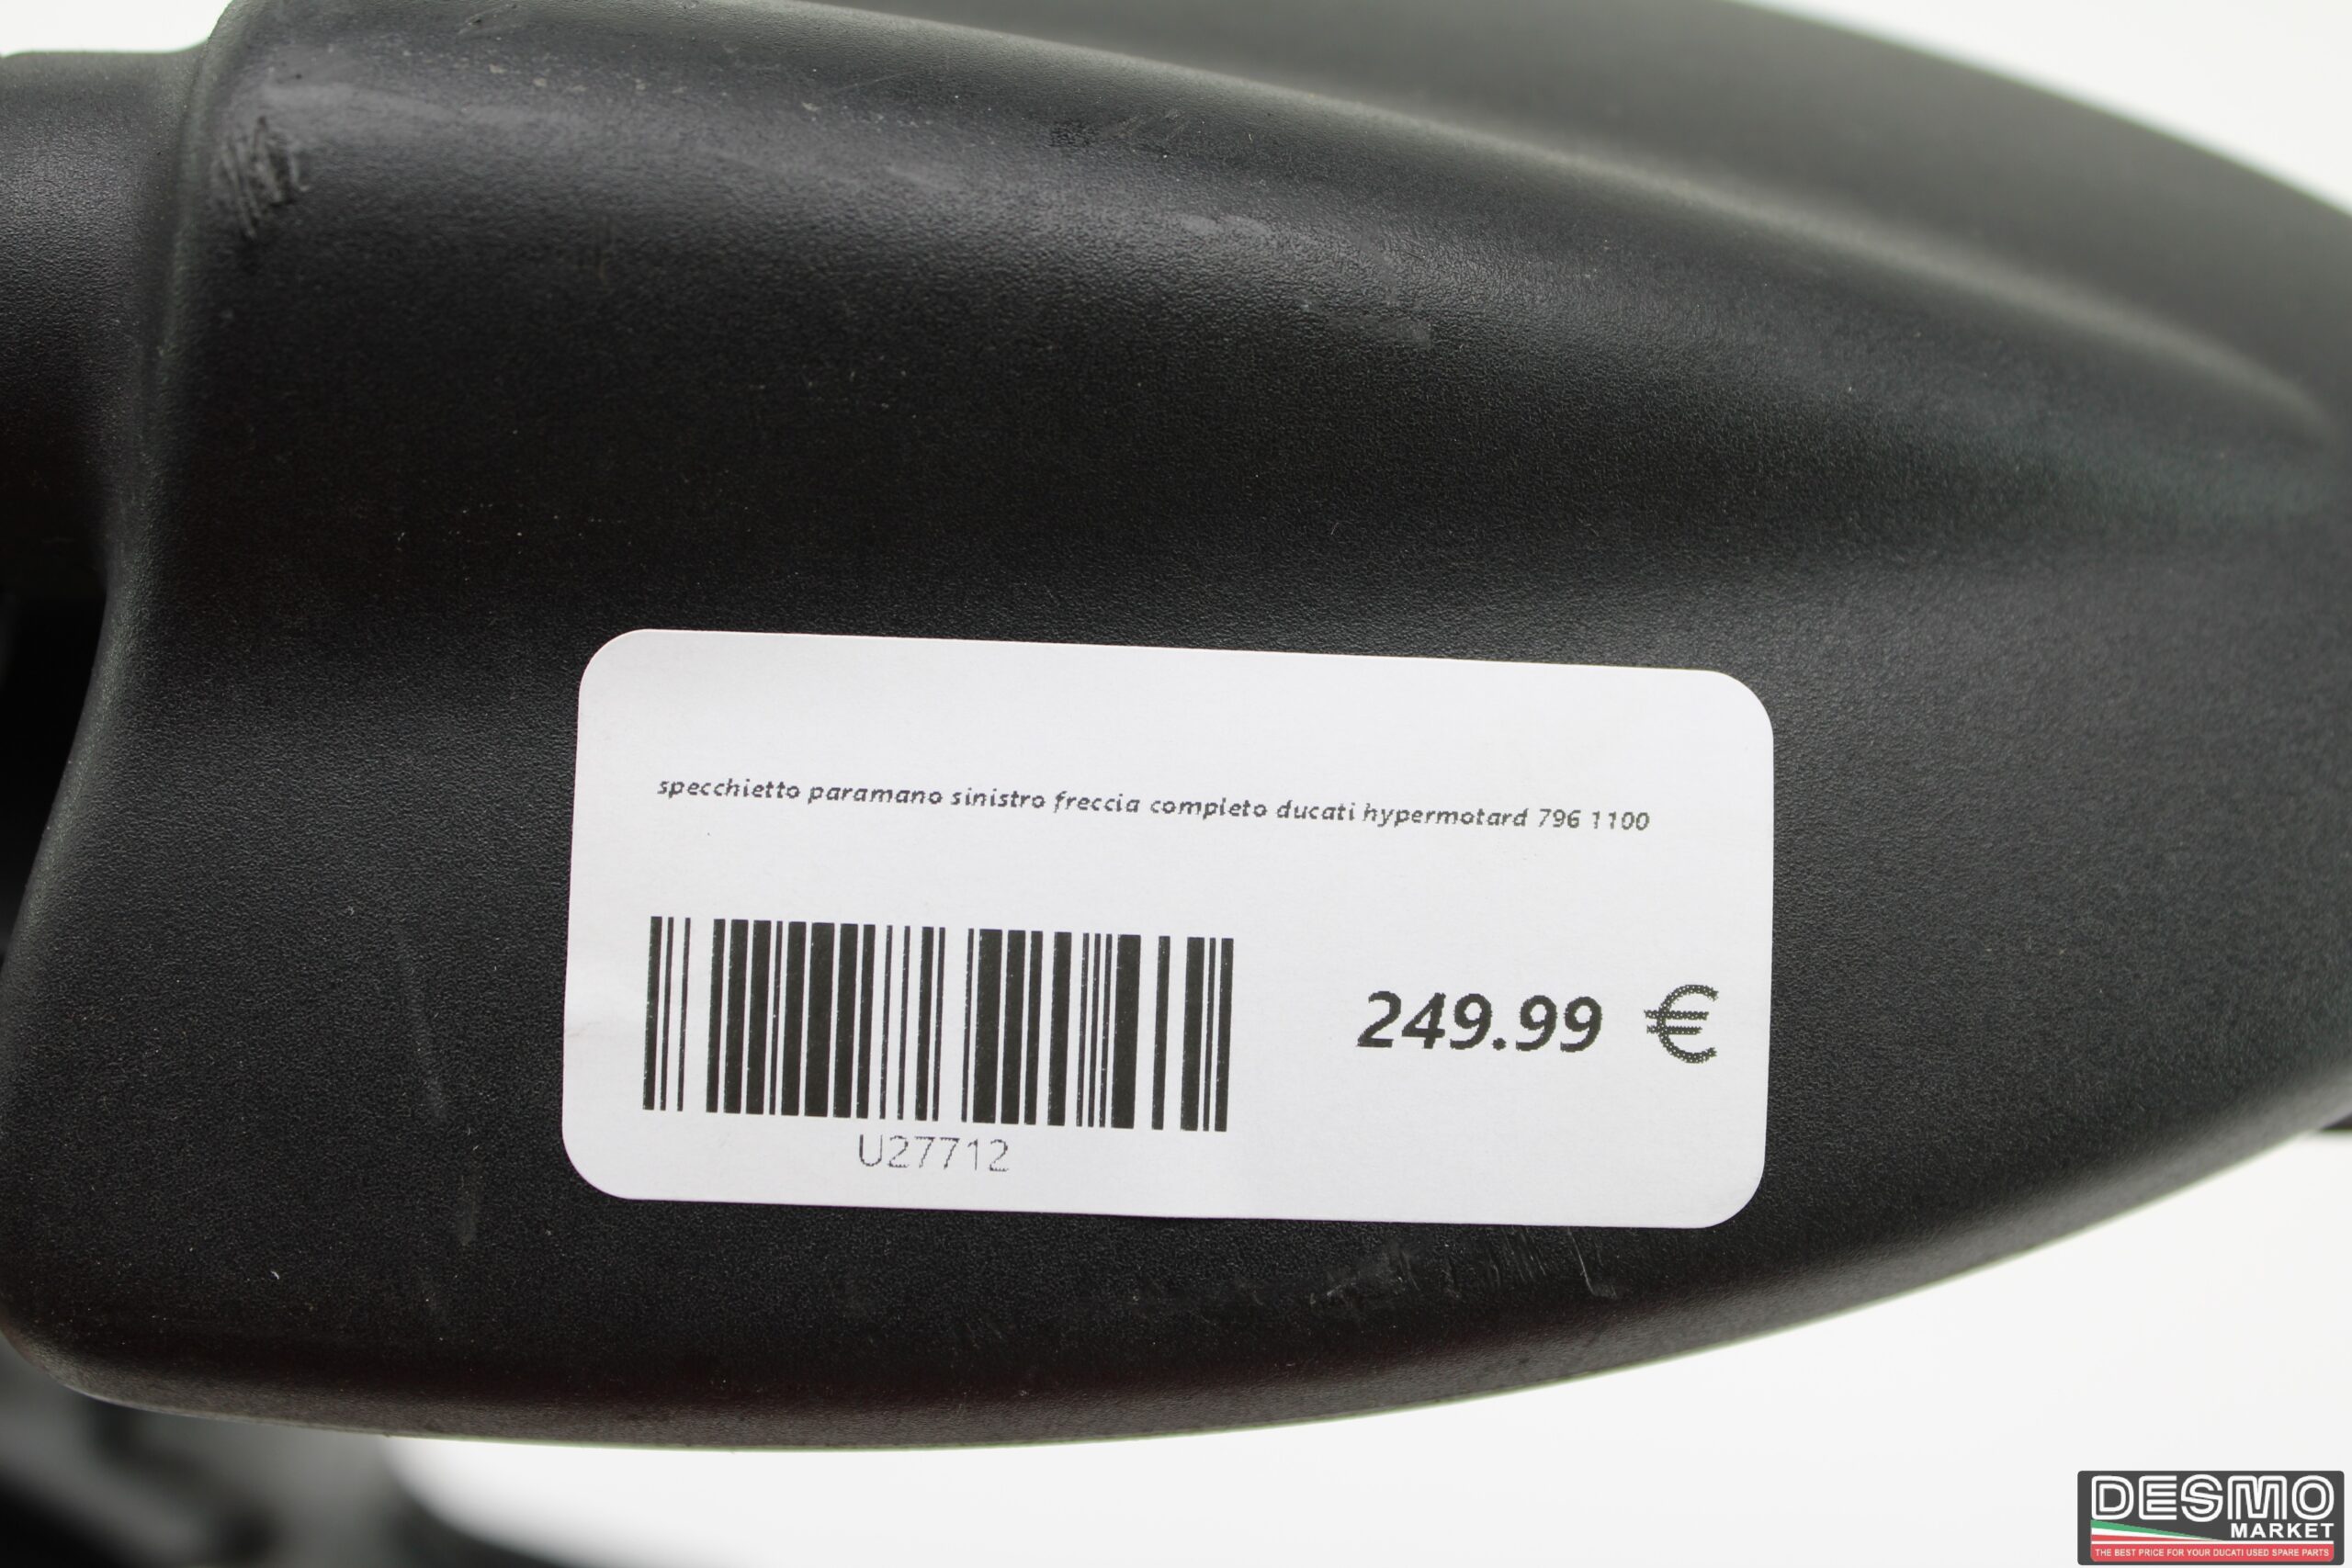 specchietto paramano sinistro freccia completo ducati hypermotard 796 1100
249.99 €
U27712
DESMO
MARKET
THE BEST PRICE FOR YOUR DUCATI USED SPARE PARTS